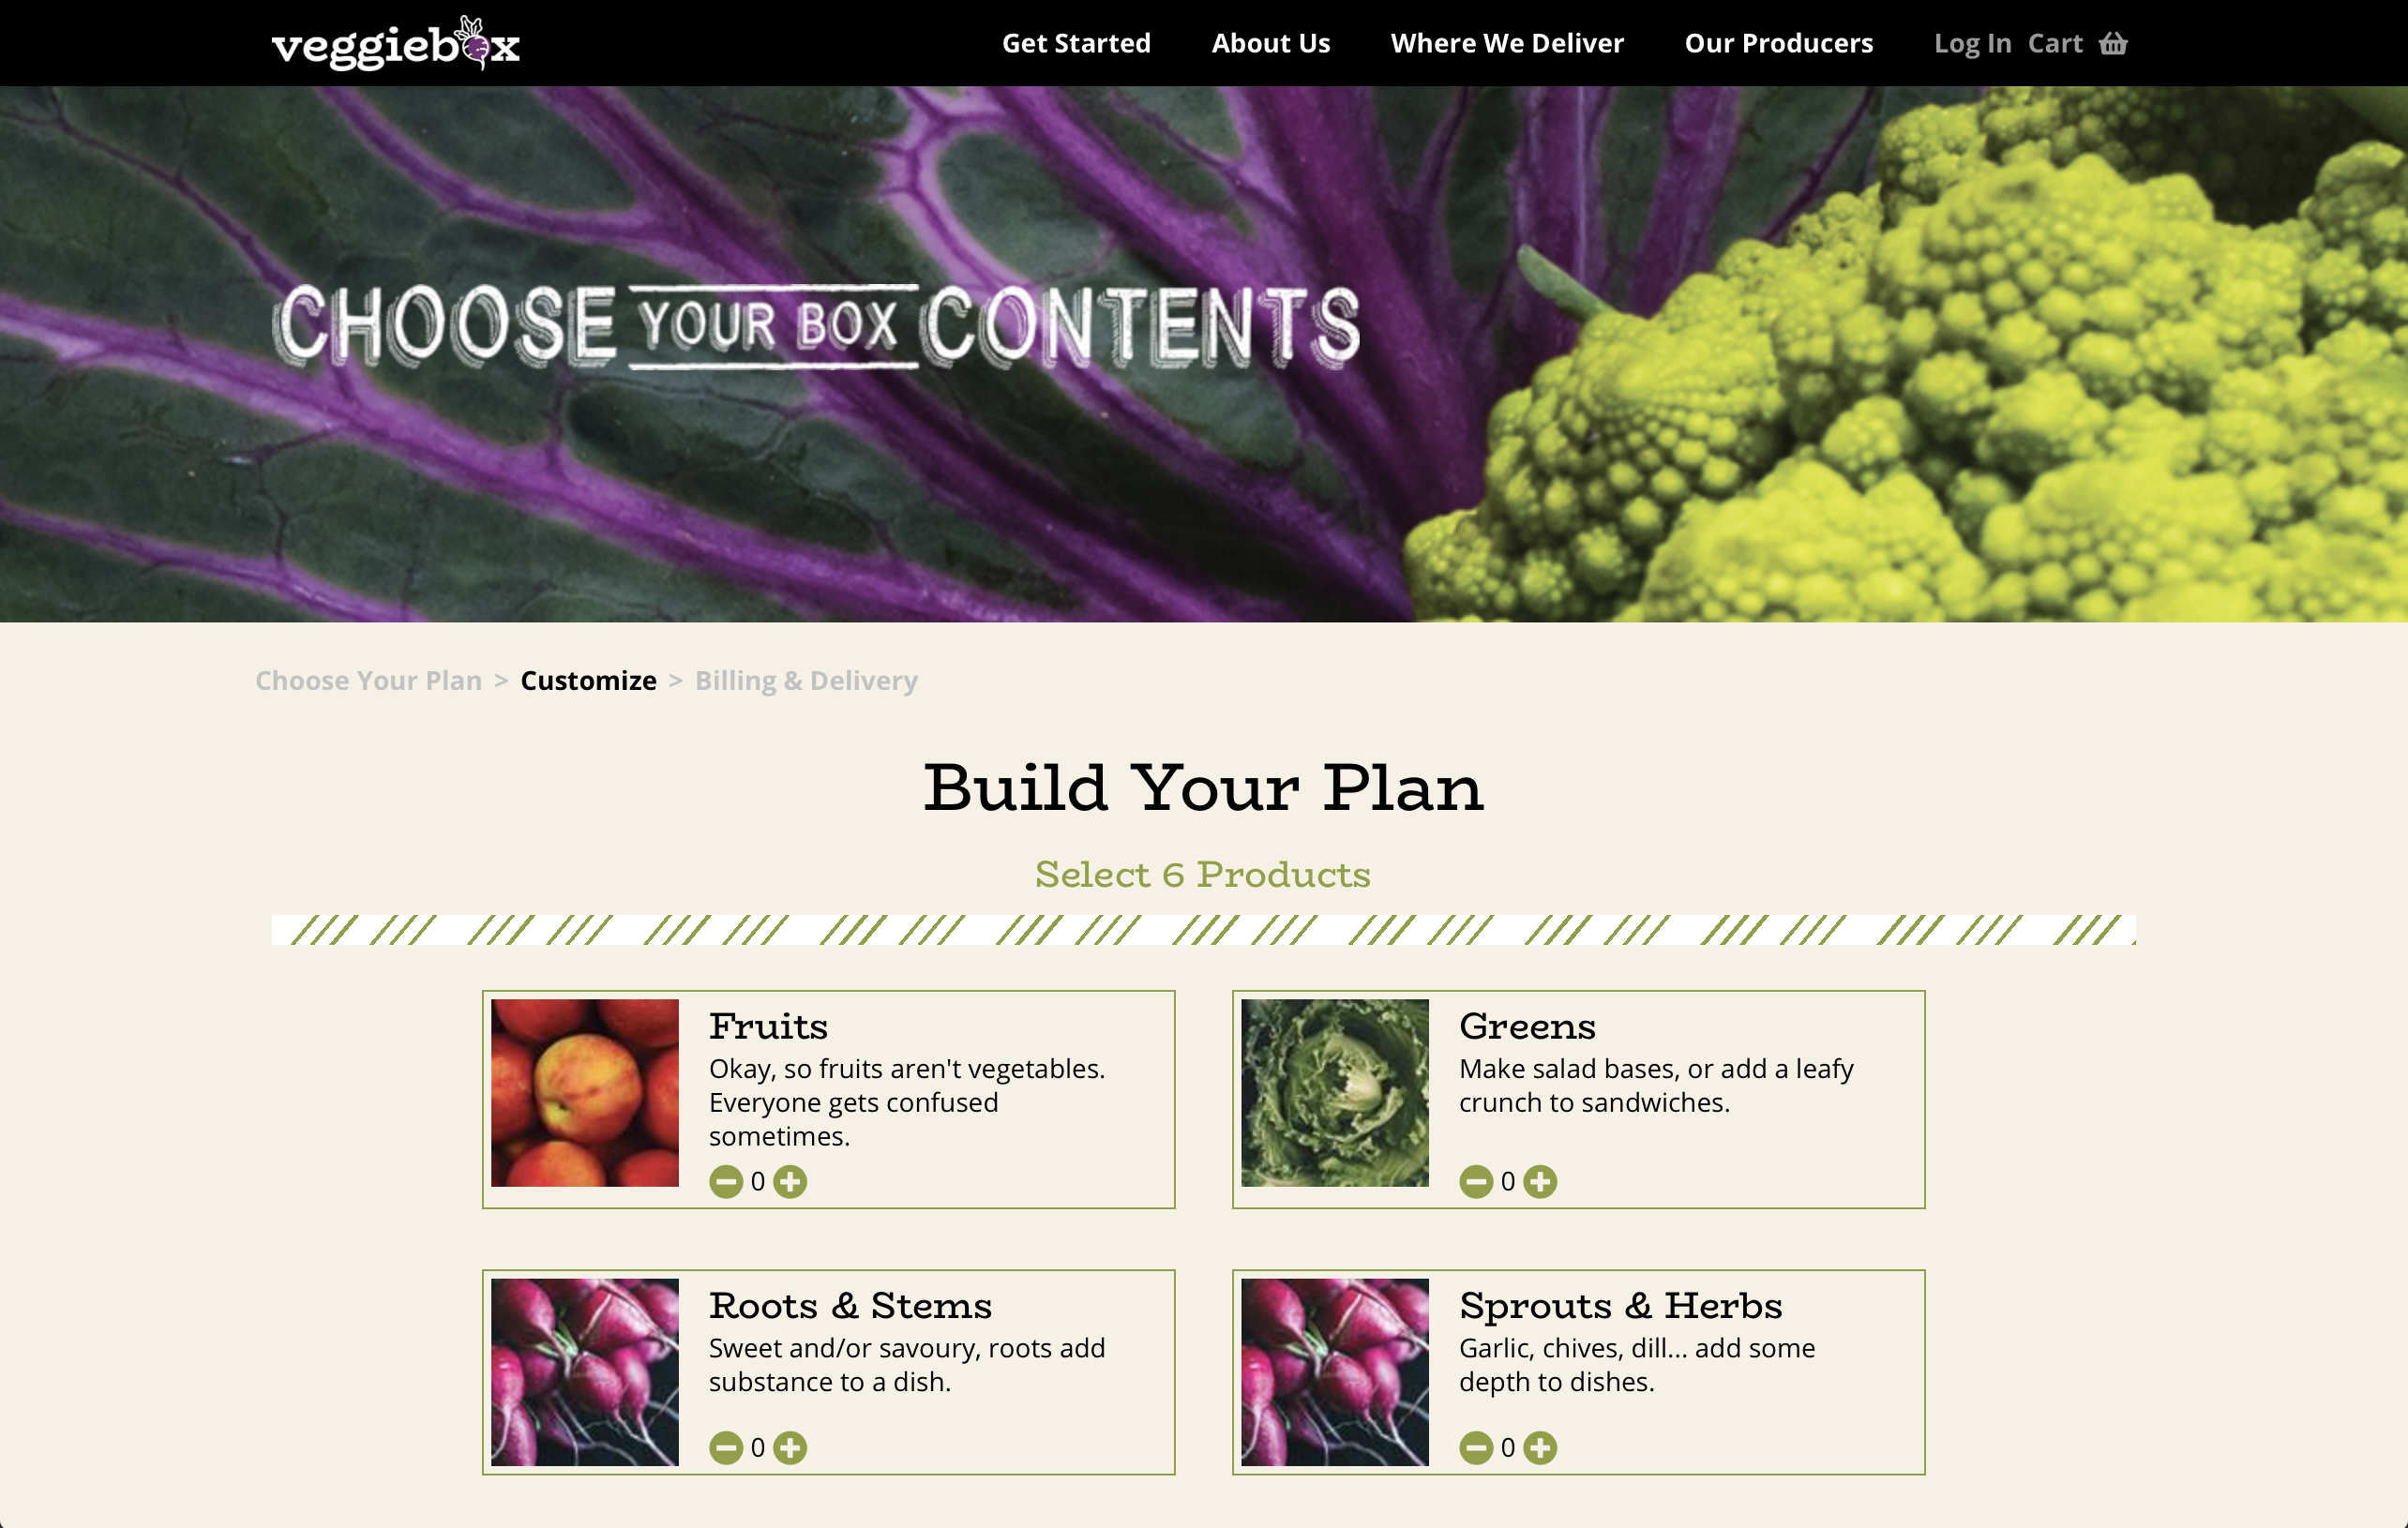 veggiebox
Get Started About Us Where We Deliver Our Producers Log In Cart
CHOOSE YOUR BOX CONTENTS
Choose Your Plan > Customize > Billing & Delivery
Build Your Plan
Select 6 Products
Fruits
Okay, so fruits aren't vegetables.
Everyone gets confused
sometimes.
0
Greens
Make salad bases, or add a leafy
crunch to sandwiches.
0
Roots & Stems
Sweet and/or savoury, roots add
substance to a dish.
0
Sprouts & Herbs
Garlic, chives, dill... add some
depth to dishes.
0